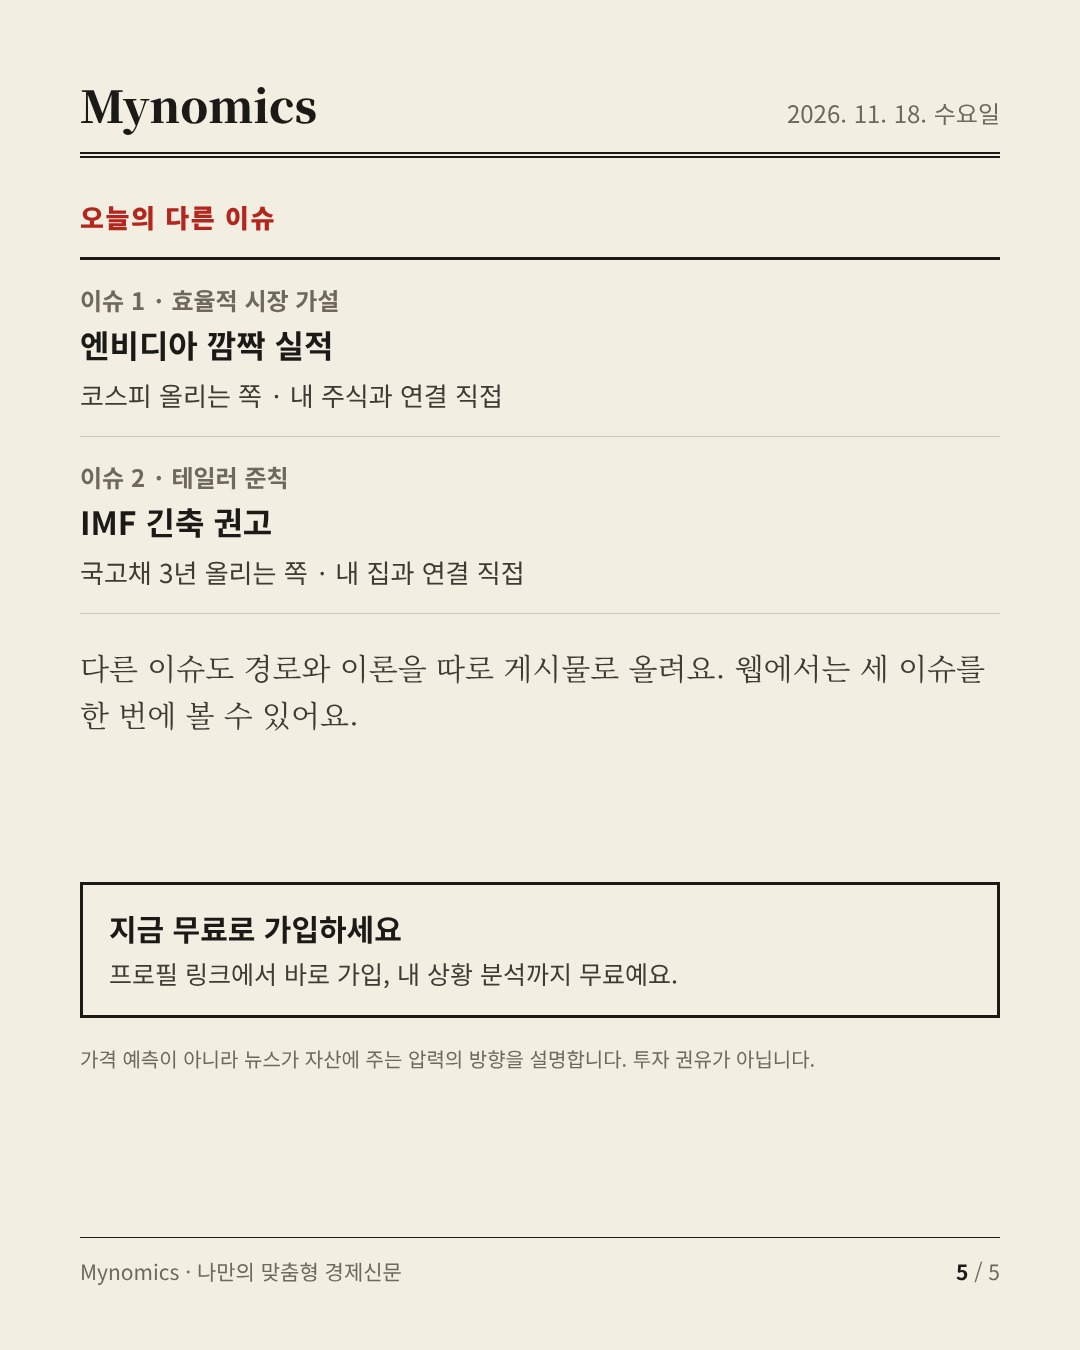 Mynomics
2026. 11. 18. 수요일
오늘의 다른 이슈
이슈 1 · 효율적 시장 가설
엔비디아 깜짝 실적
코스피 올리는 쪽 · 내 주식과 연결 직접
이슈 2 · 테일러 준칙
IMF 긴축 권고
국고채 3년 올리는 쪽 · 내 집과 연결 직접
다른 이슈도 경로와 이론을 따로 게시물로 올려요. 웹에서는 세 이슈를
한 번에 볼 수 있어요.
지금 무료로 가입하세요
프로필 링크에서 바로 가입, 내 상황 분석까지 무료예요.
가격 예측이 아니라 뉴스가 자산에 주는 압력의 방향을 설명합니다. 투자 권유가 아닙니다.
Mynomics · 나만의 맞춤형 경제신문
5 / 5